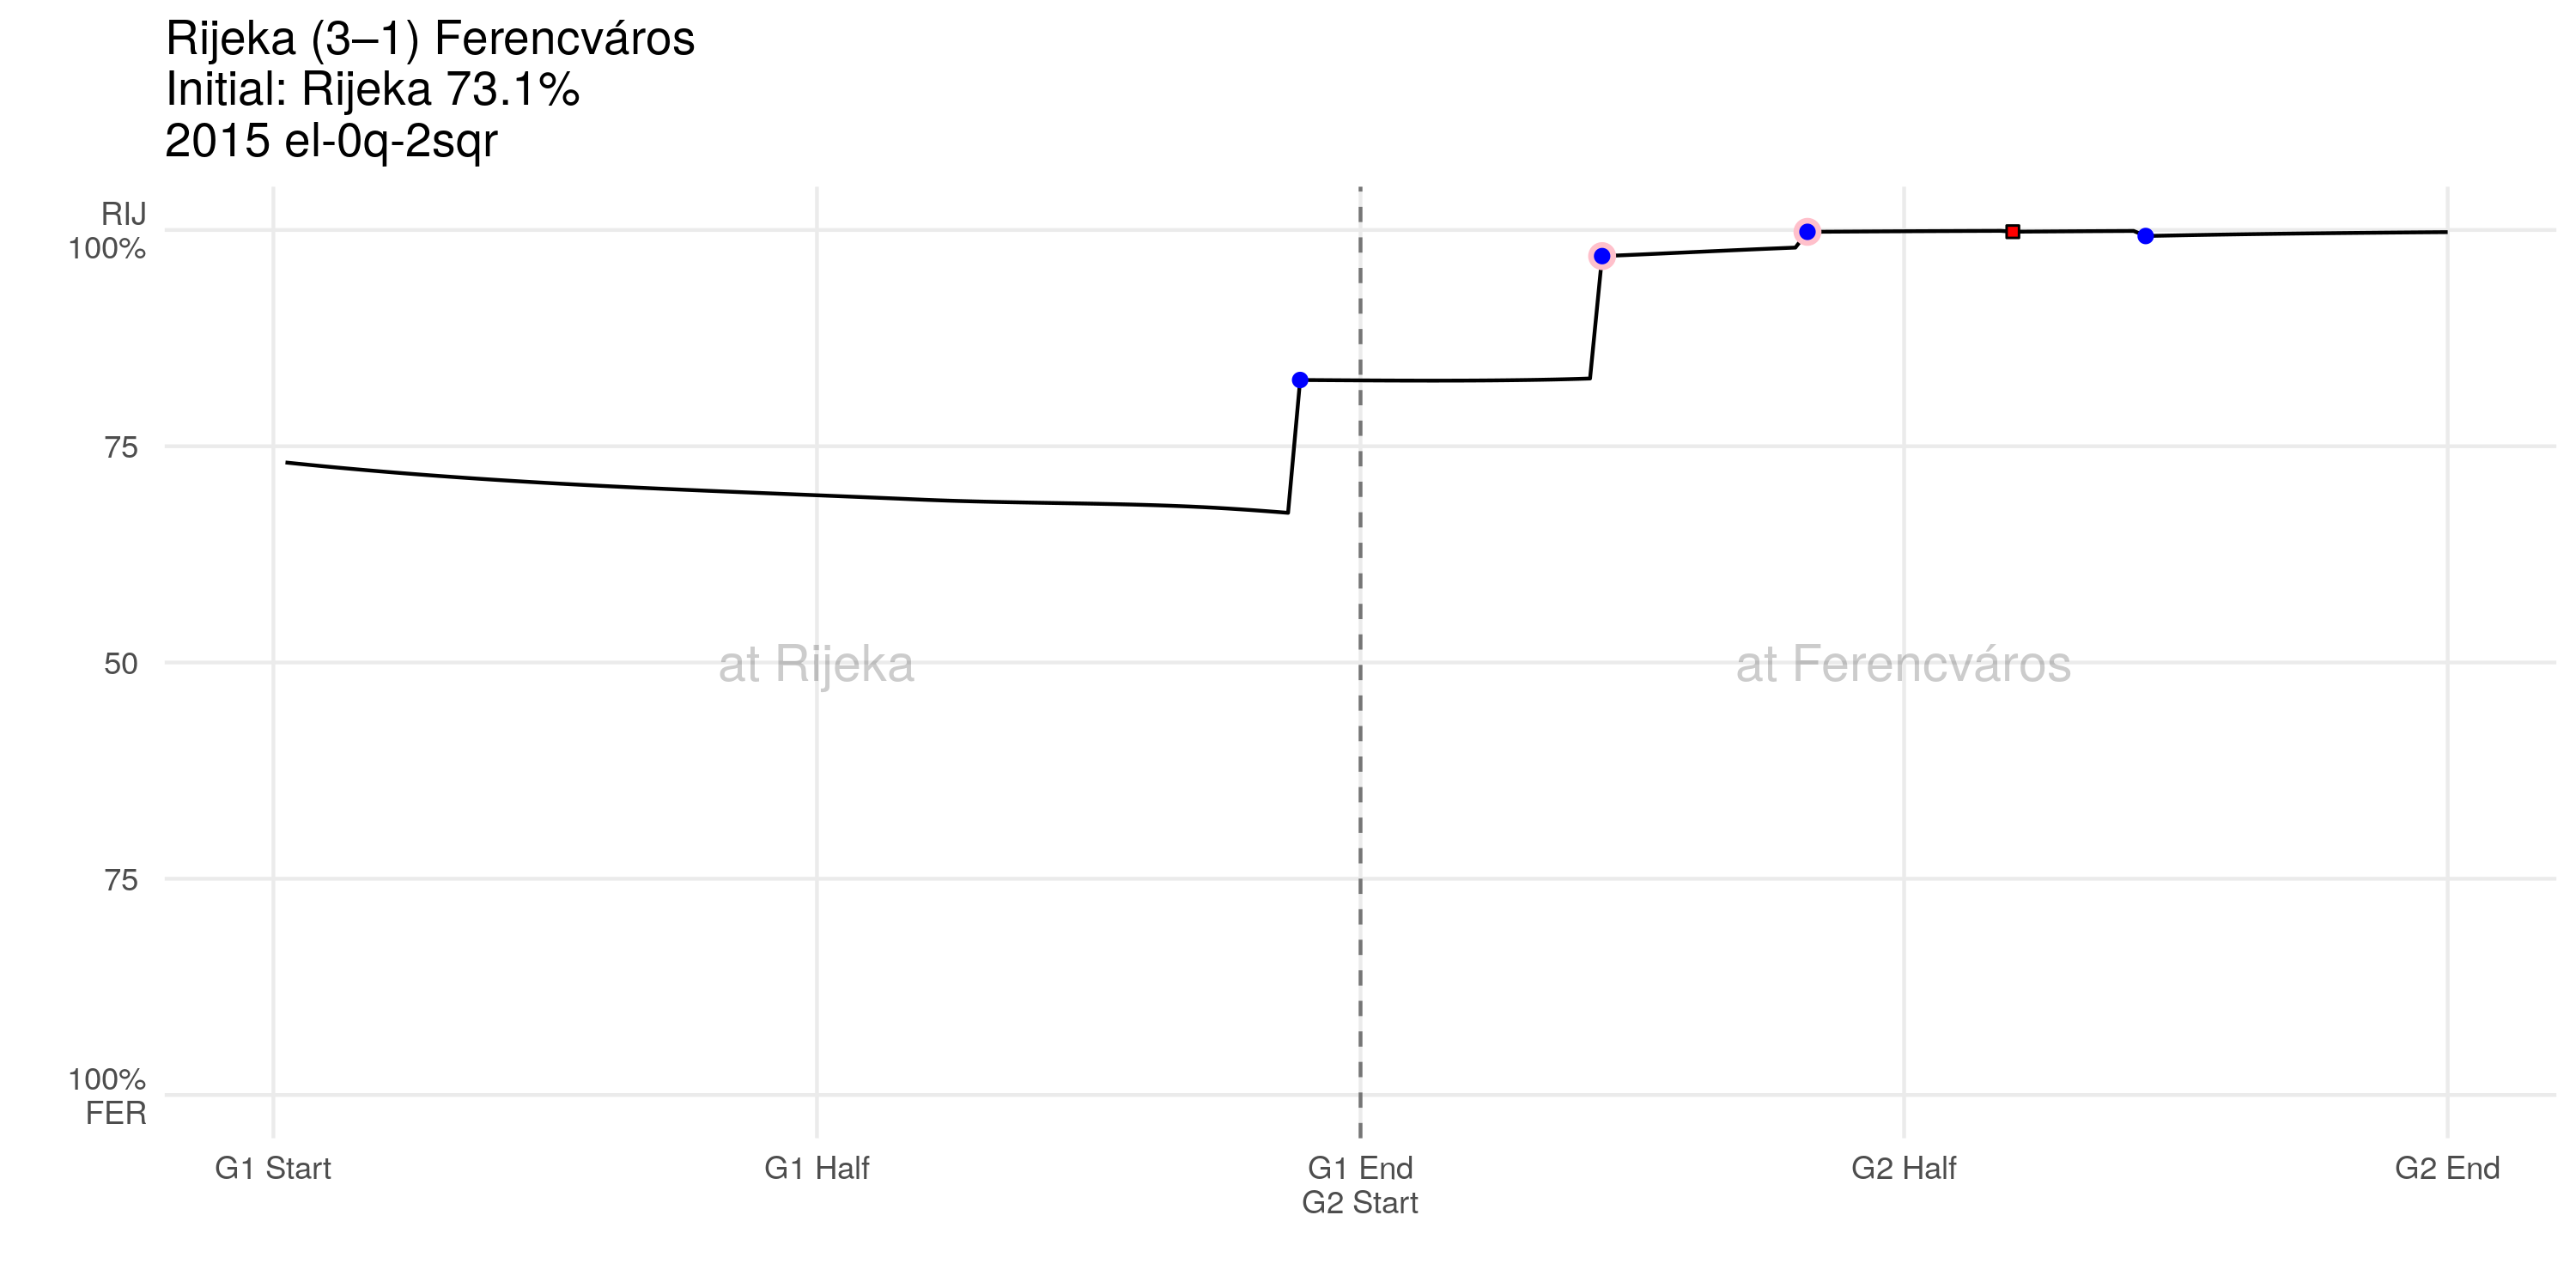 Rijeka (3–1) Ferencváros
Initial: Rijeka 73.1%
2015 el-0q-2sqr
RIJ
100%
75
50
75
100%
FER
at Rijeka
at Ferencváros
G1 Start
G1 Half
G1 End
G2 Start
G2 Half
G2 End